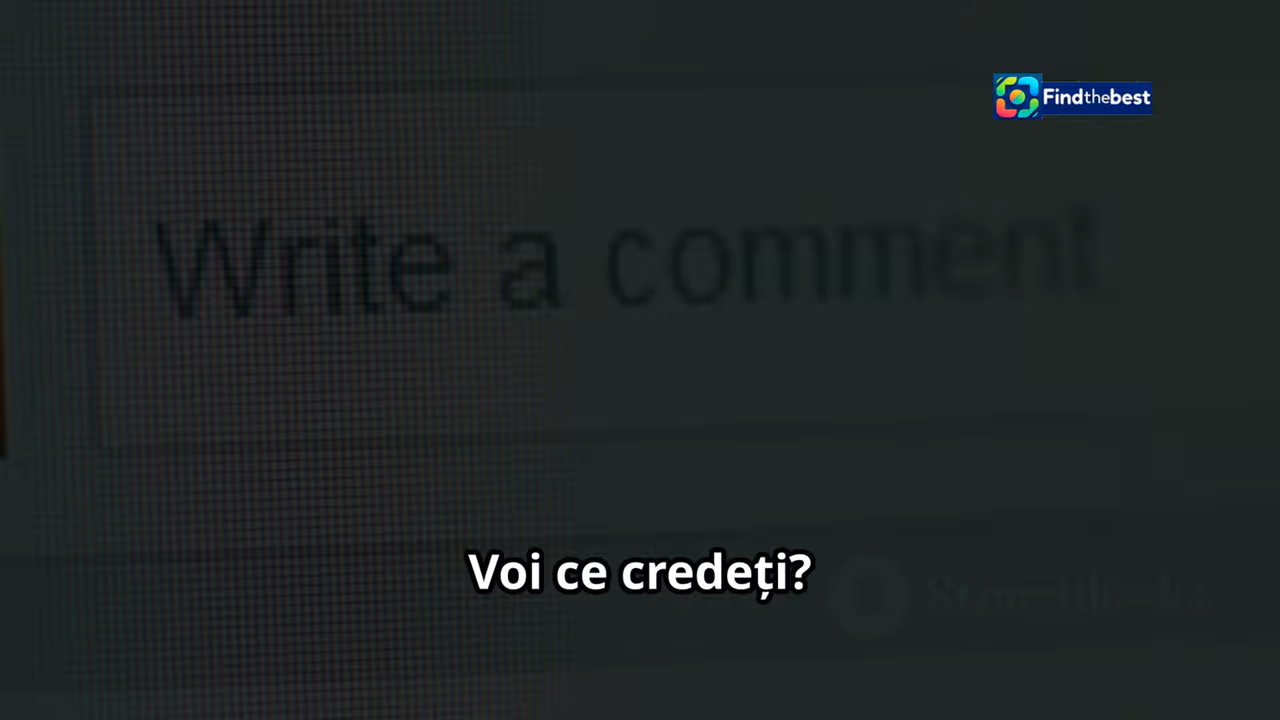 Findthebest
Write a comment
Voi ce credeți?